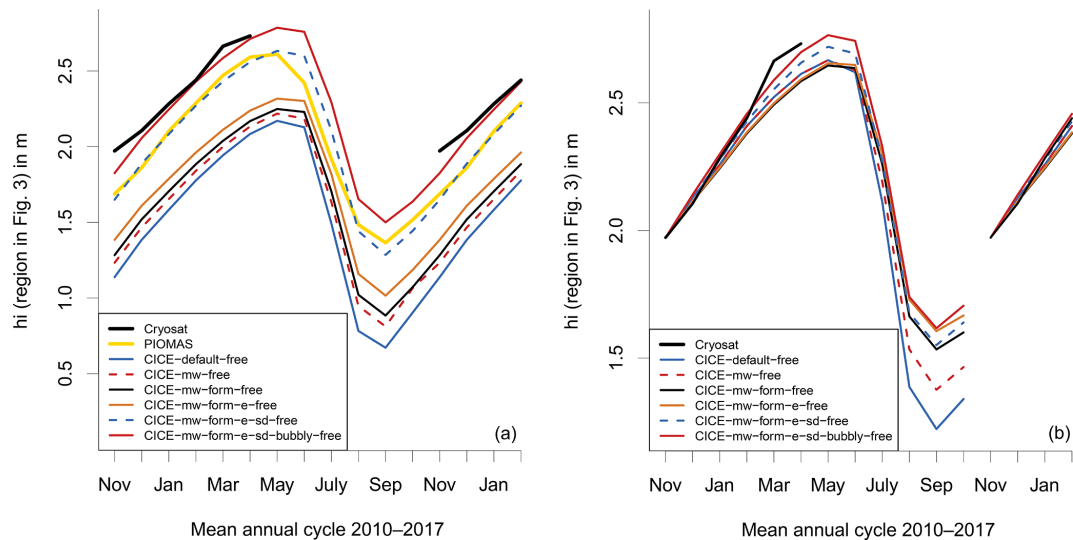 hi (region in Fig. 3) in m
2.5
2.0
1.5
1.0
0.5
Cryosat
PIOMAS
CICE−default−free
CICE−mw−free
CICE−mw−form−free
CICE−mw−form−e−free
CICE−mw−form−e−sd−free
CICE−mw−form−e−sd−bubbly−free
(a)
Nov Jan Mar May July Sep Nov Jan
Mean annual cycle 2010−2017
hi (region in Fig. 3) in m
2.5
2.0
1.5
Cryosat
CICE−default−free
CICE−mw−free
CICE−mw−form−free
CICE−mw−form−e−free
CICE−mw−form−e−sd−free
CICE−mw−form−e−sd−bubbly−free
(b)
Nov Jan Mar May July Sep Nov Jan
Mean annual cycle 2010−2017